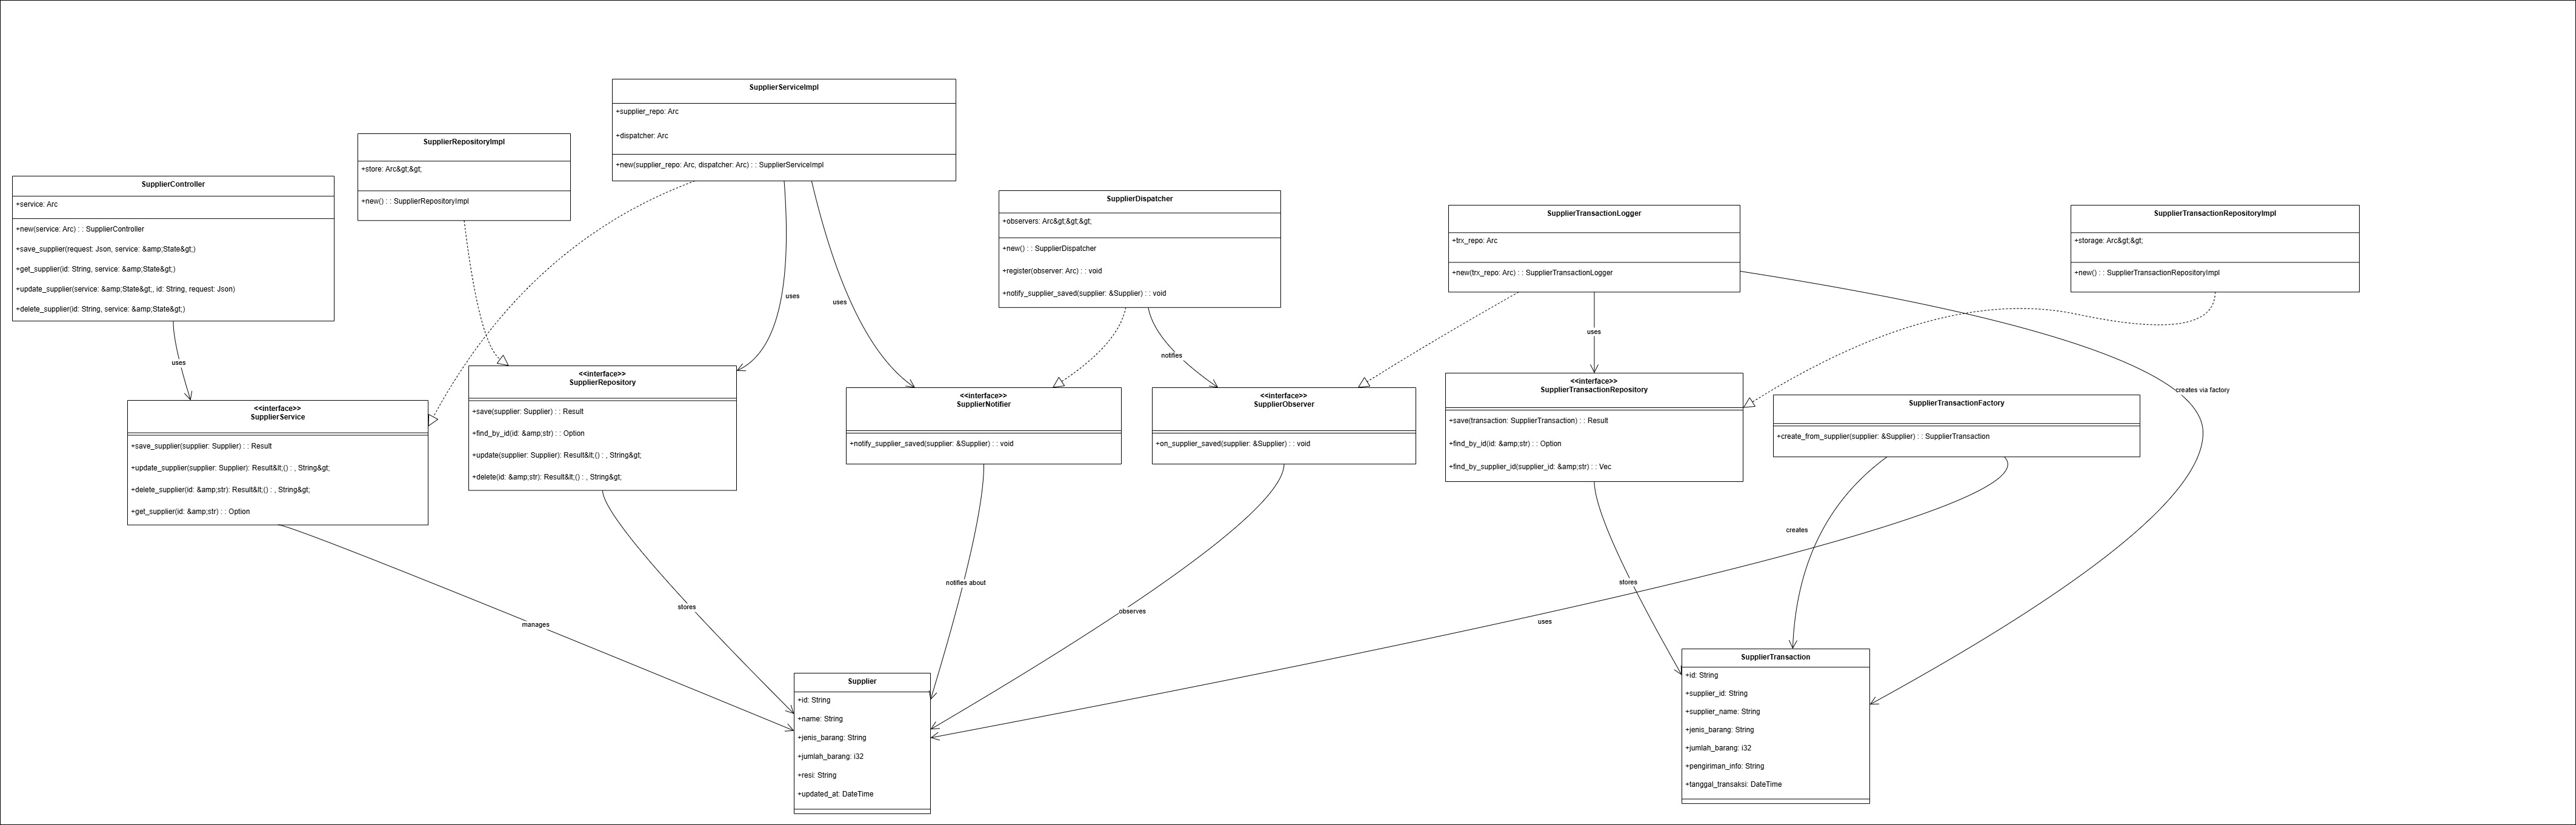 SupplierServiceImpl
+supplier_repo: Arc
+dispatcher: Arc
+new(supplier_repo: Arc, dispatcher: Arc) : : SupplierServiceImpl
SupplierRepositoryImpl
+store: Arc&gt;&gt;
+new() : : SupplierRepositoryImpl
SupplierController
+service: Arc
+new(service: Arc) : : SupplierController
+save_supplier(request: Json, service: &amp;State&gt;)
+get_supplier(id: String, service: &amp;State&gt;)
+update_supplier(service: &amp;State&gt;, id: String, request: Json)
+delete_supplier(id: String, service: &amp;State&gt;)
SupplierDispatcher
+observers: Arc&gt;&gt;&gt;
+new() : : SupplierDispatcher
+register(observer: Arc) : : void
+notify_supplier_saved(supplier: &Supplier) : : void
SupplierTransactionLogger
+trx_repo: Arc
+new(trx_repo: Arc) : : SupplierTransactionLogger
SupplierTransactionRepositoryImpl
+storage: Arc&gt;&gt;
+new() : : SupplierTransactionRepositoryImpl
uses
uses
uses
notifies
uses
creates via factory
<<interface>>
SupplierService
+save_supplier(supplier: Supplier) : : Result
+update_supplier(supplier: Supplier): Result&lt;() : , String&gt;
+delete_supplier(id: &amp;str): Result&lt;() : , String&gt;
+get_supplier(id: &amp;str) : : Option
<<interface>>
SupplierRepository
+save(supplier: Supplier) : : Result
+find_by_id(id: &amp;str) : : Option
+update(supplier: Supplier): Result&lt;() : , String&gt;
+delete(id: &amp;str): Result&lt;() : , String&gt;
<<interface>>
SupplierNotifier
+notify_supplier_saved(supplier: &Supplier) : : void
<<interface>>
SupplierObserver
+on_supplier_saved(supplier: &Supplier) : : void
<<interface>>
SupplierTransactionRepository
+save(transaction: SupplierTransaction) : : Result
+find_by_id(id: &amp;str) : : Option
+find_by_supplier_id(supplier_id: &amp;str) : : Vec
SupplierTransactionFactory
+create_from_supplier(supplier: &Supplier) : : SupplierTransaction
manages
stores
notifies about
observes
uses
stores
creates
Supplier
+id: String
+name: String
+jenis_barang: String
+jumlah_barang: i32
+resi: String
+updated_at: DateTime
SupplierTransaction
+id: String
+supplier_id: String
+supplier_name: String
+jenis_barang: String
+jumlah_barang: i32
+pengiriman_info: String
+tanggal_transaksi: DateTime